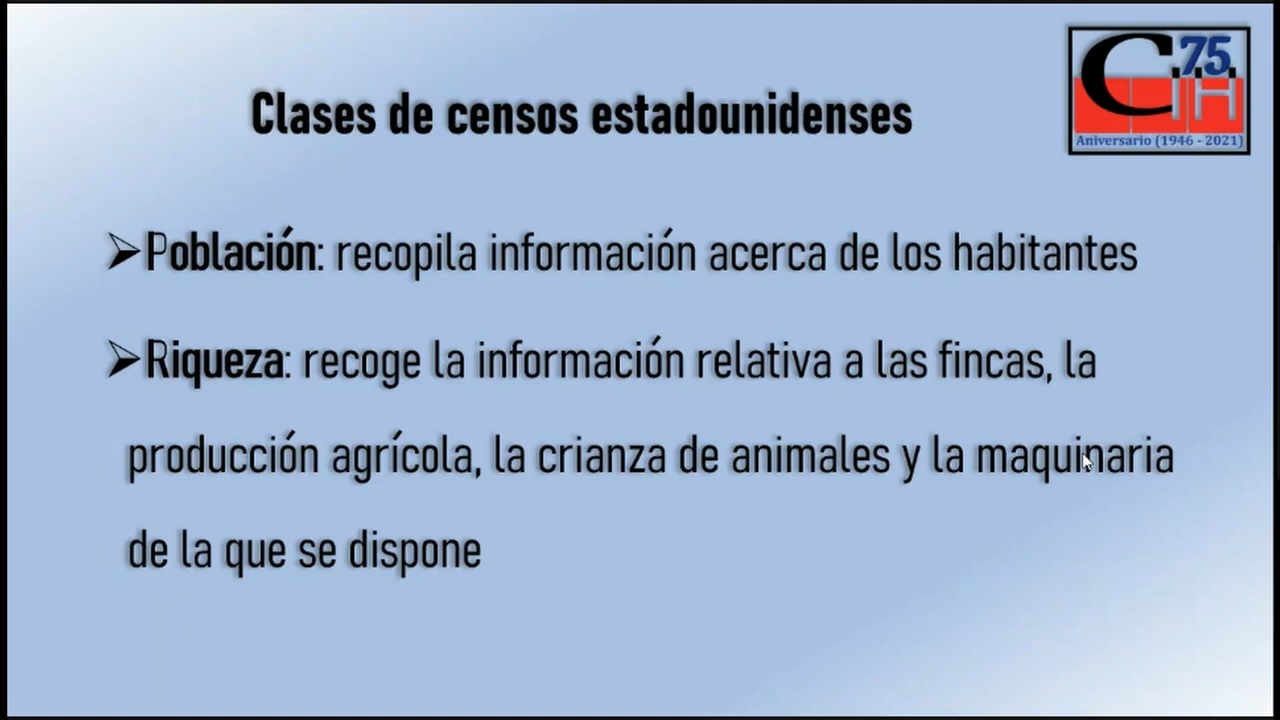 C.75.
I H
Aniversario (1946 - 2021)
Clases de censos estadounidenses
➢Población: recopila información acerca de los habitantes
➢Riqueza: recoge la información relativa a las fincas, la
producción agrícola, la crianza de animales y la maquinaria
de la que se dispone